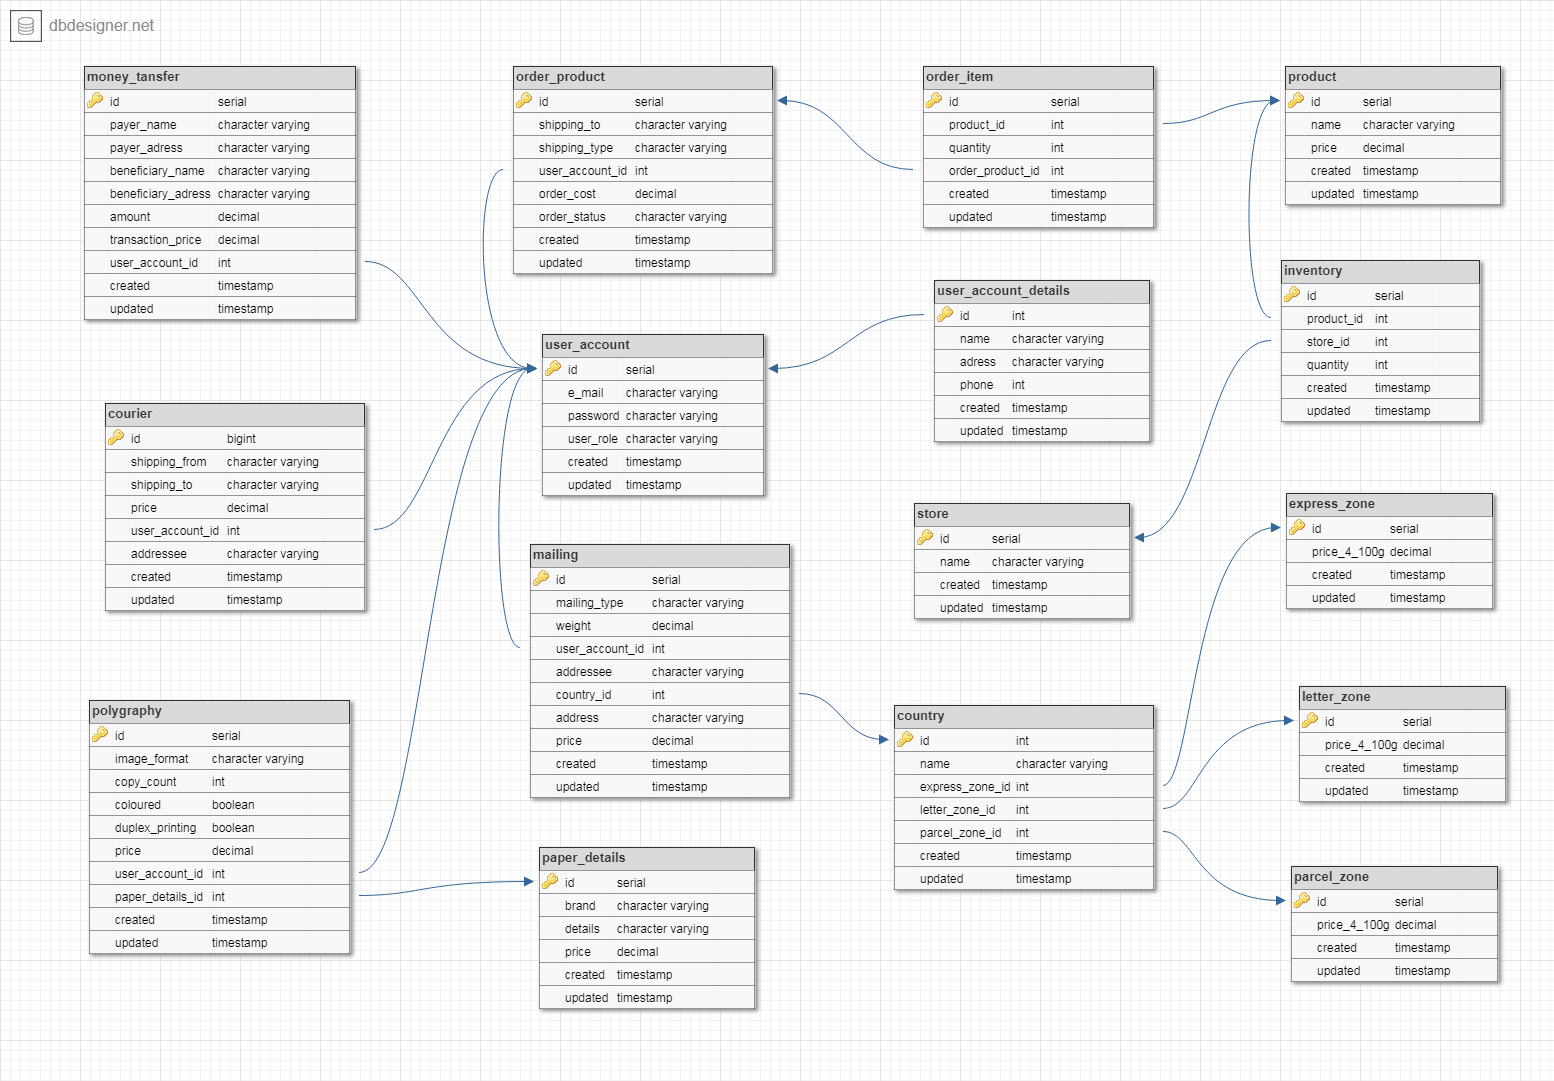 dbdesigner.net
money_tansfer
id serial
payer_name character varying
payer_adress character varying
beneficiary_name character varying
beneficiary_adress character varying
amount decimal
transaction_price decimal
user_account_id int
created timestamp
updated timestamp
order_product
id serial
shipping_to character varying
shipping_type character varying
user_account_id int
order_cost decimal
order_status character varying
created timestamp
updated timestamp
order_item
id serial
product_id int
quantity int
order_product_id int
created timestamp
updated timestamp
product
id serial
name character varying
price decimal
created timestamp
updated timestamp
inventory
id serial
product_id int
store_id int
quantity int
created timestamp
updated timestamp
user_account_details
id int
name character varying
adress character varying
phone int
created timestamp
updated timestamp
user_account
id serial
e_mail character varying
password character varying
user_role character varying
created timestamp
updated timestamp
courier
id bigint
shipping_from character varying
shipping_to character varying
price decimal
user_account_id int
addressee character varying
created timestamp
updated timestamp
store
id serial
name character varying
created timestamp
updated timestamp
express_zone
id serial
price_4_100g decimal
created timestamp
updated timestamp
mailing
id serial
mailing_type character varying
weight decimal
user_account_id int
addressee character varying
country_id int
address character varying
price decimal
created timestamp
updated timestamp
letter_zone
id serial
price_4_100g decimal
created timestamp
updated timestamp
polygraphy
id serial
image_format character varying
copy_count int
coloured boolean
duplex_printing boolean
price decimal
user_account_id int
paper_details_id int
created timestamp
updated timestamp
country
id int
name character varying
express_zone_id int
letter_zone_id int
parcel_zone_id int
created timestamp
updated timestamp
paper_details
id serial
brand character varying
details character varying
price decimal
created timestamp
updated timestamp
parcel_zone
id serial
price_4_100g decimal
created timestamp
updated timestamp